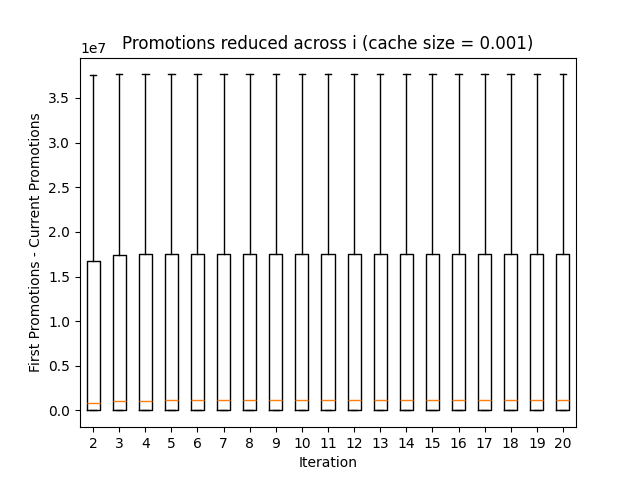 Promotions reduced across i (cache size = 0.001)
1e7
3.5
3.0
2.5
2.0
1.5
1.0
0.5
0.0
First Promotions - Current Promotions
2 3 4 5 6 7 8 9 10 11 12 13 14 15 16 17 18 19 20
Iteration